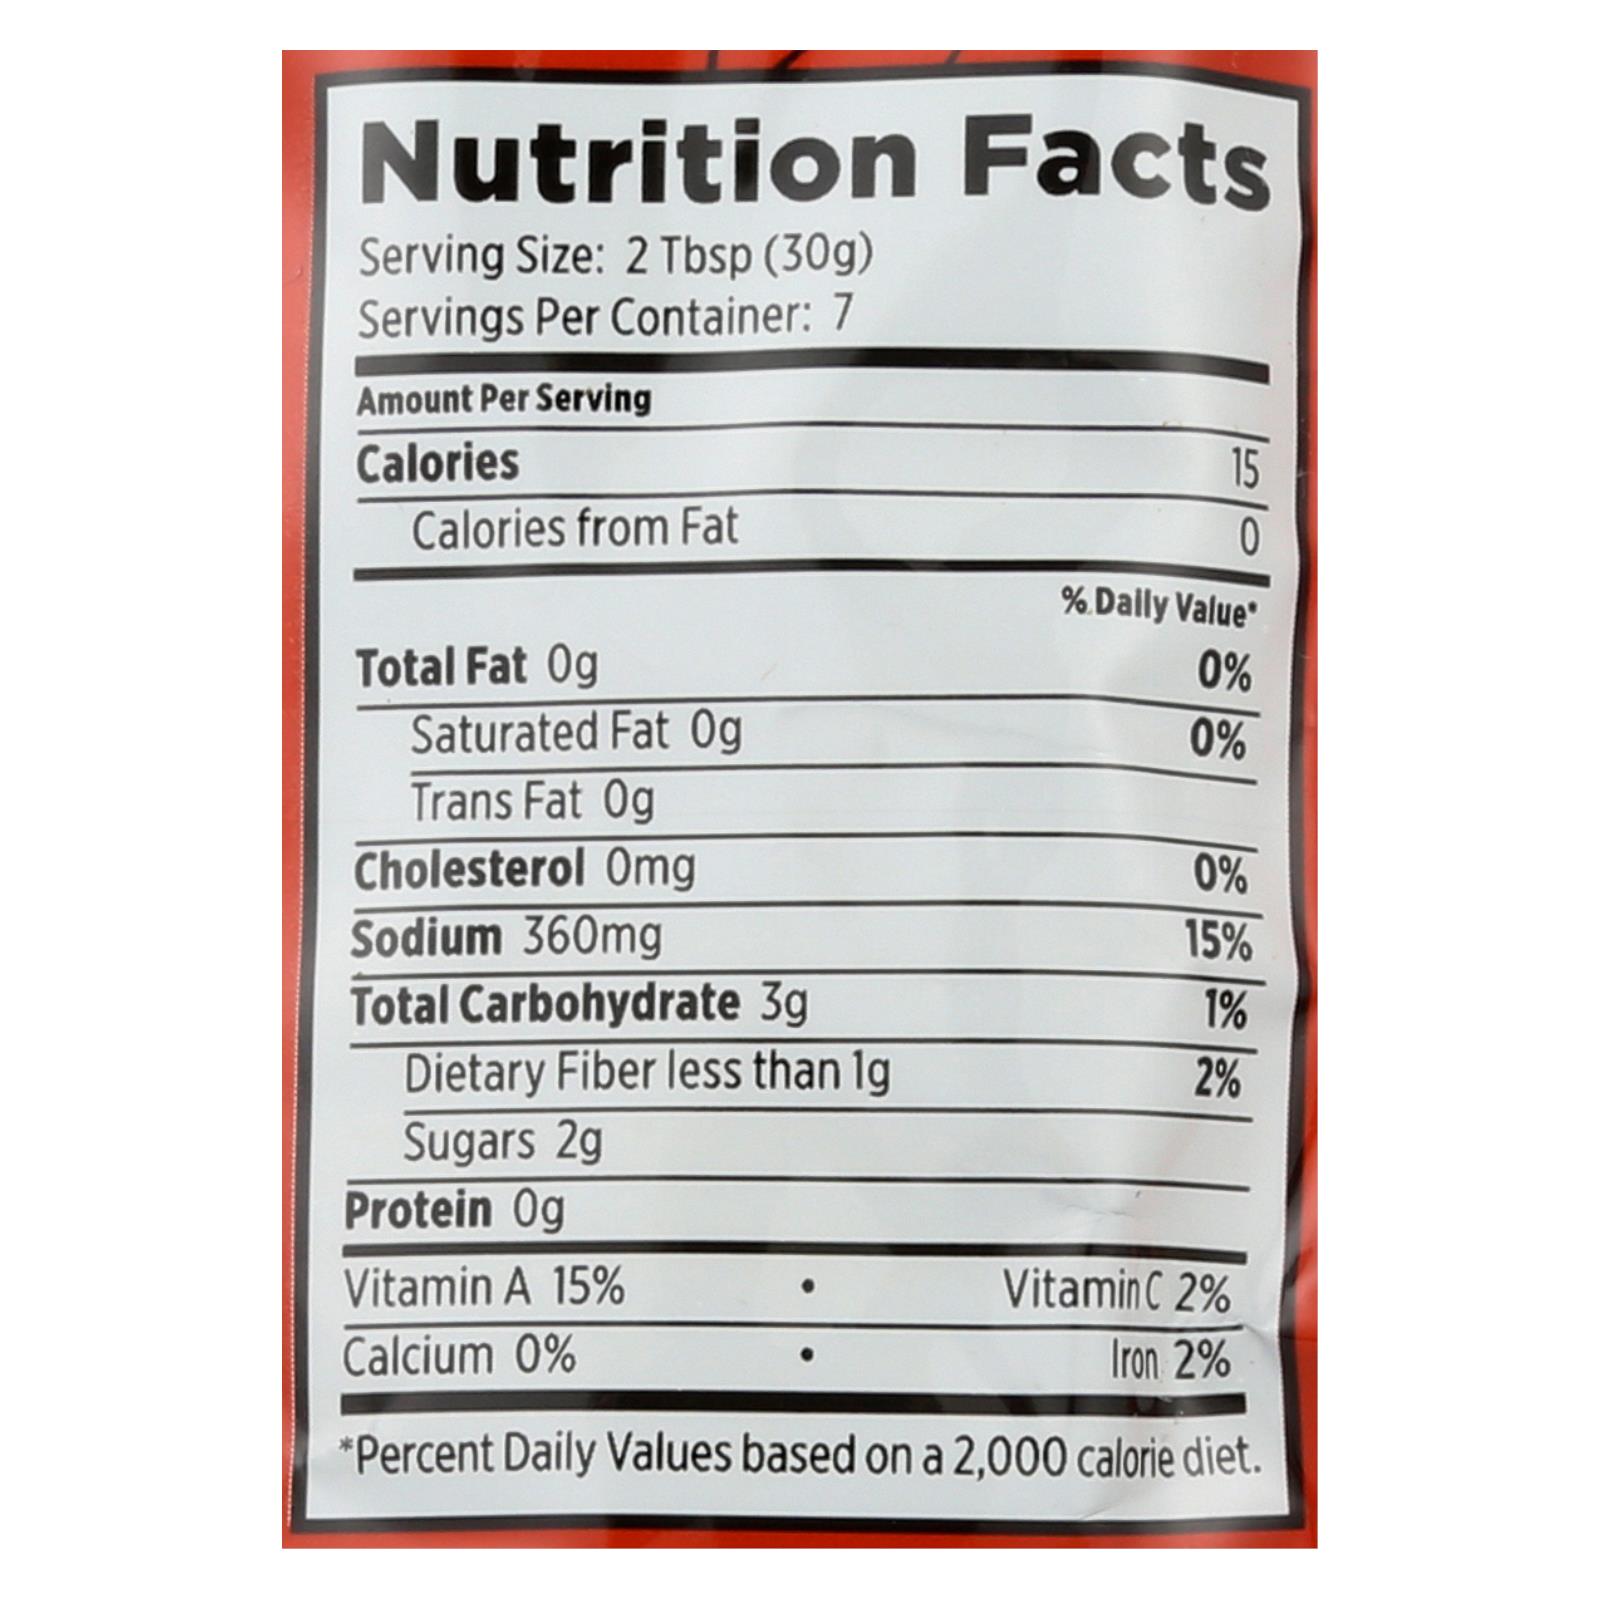 Nutrition Facts
Serving Size: 2 Tbsp (30g)
Servings Per Container: 7
Amount Per Serving
Calories 15
Calories from Fat 0
% Daily Value*
Total Fat 0g 0%
Saturated Fat 0g 0%
Trans Fat 0g
Cholesterol 0mg 0%
Sodium 360mg 15%
Total Carbohydrate 3g 1%
Dietary Fiber less than 1g 2%
Sugars 2g
Protein 0g
Vitamin A 15% • Vitamin C 2%
Calcium 0% • Iron 2%
*Percent Daily Values based on a 2,000 calorie diet.